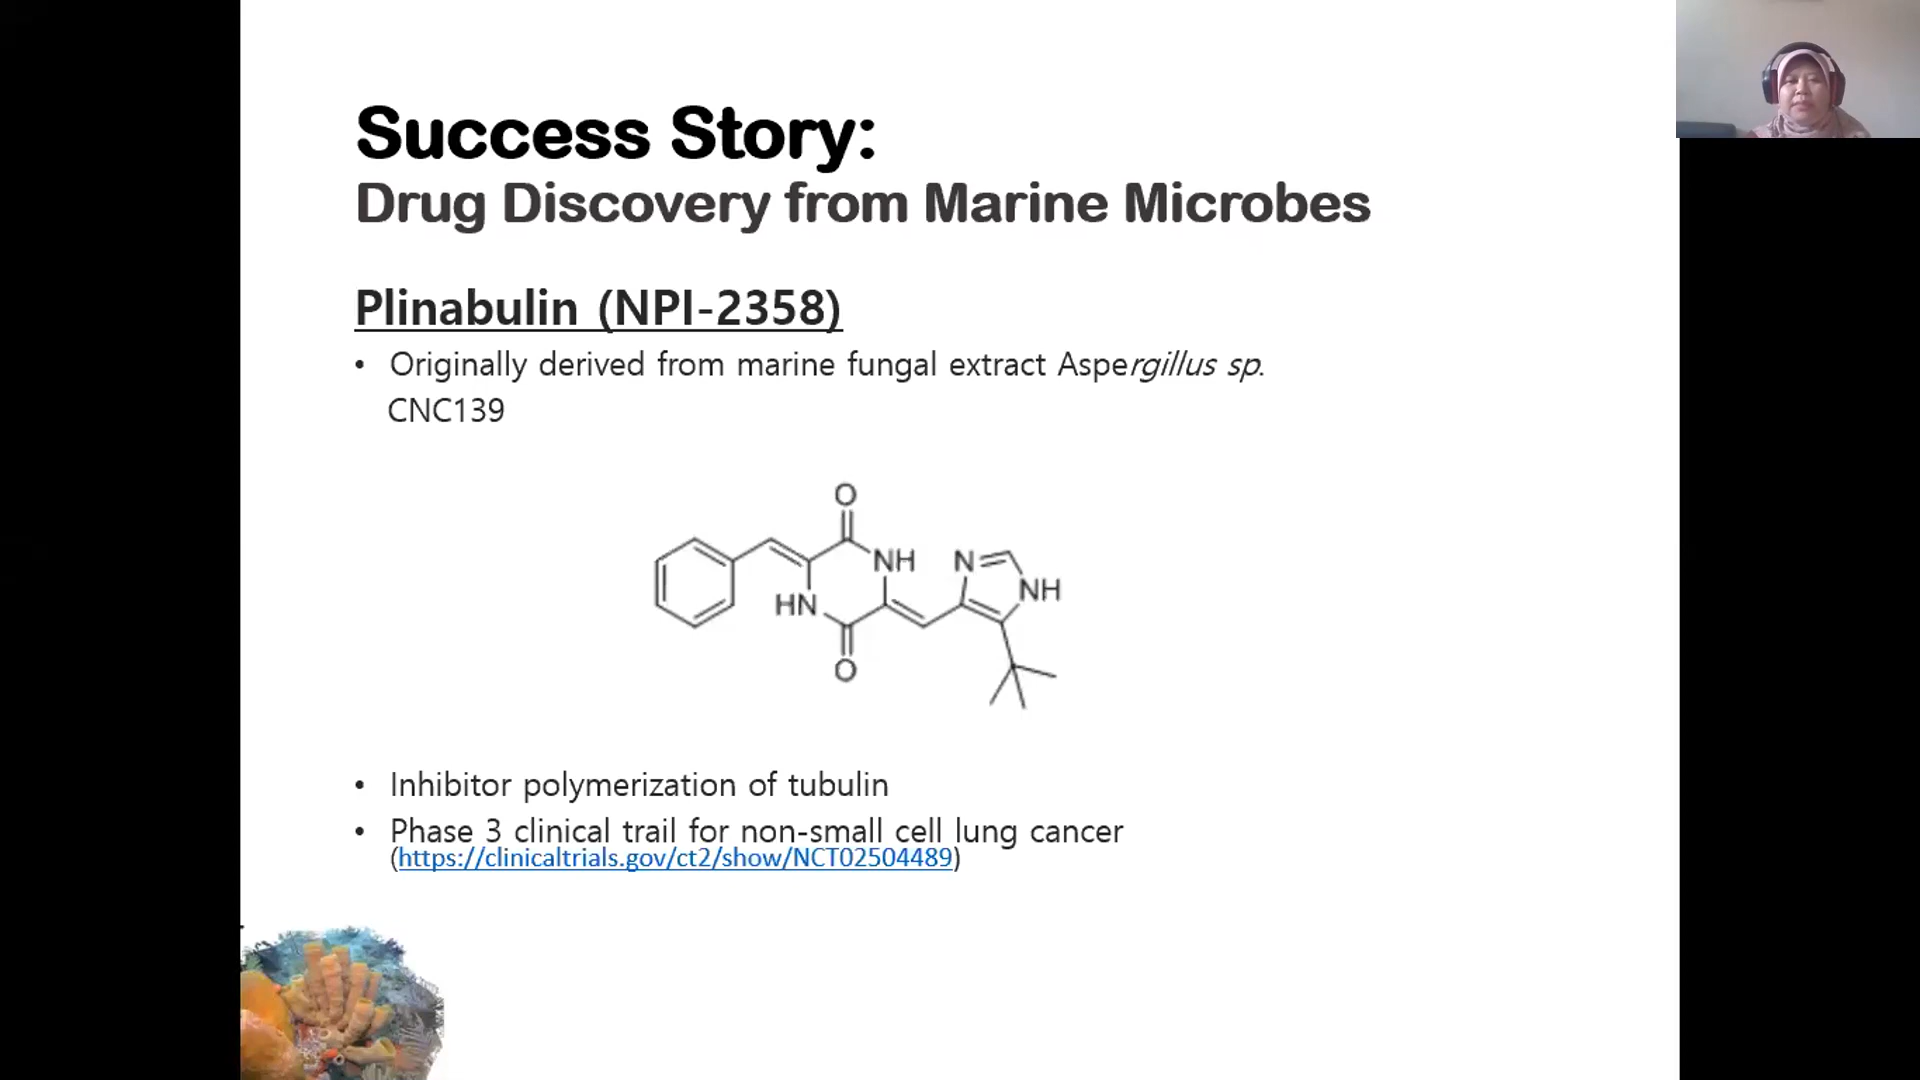 Success Story:
Drug Discovery from Marine Microbes
Plinabulin (NPI-2358)
• Originally derived from marine fungal extract Aspergillus sp.
CNC139
O
NH
N
NH
HN
O
• Inhibitor polymerization of tubulin
• Phase 3 clinical trail for non-small cell lung cancer
(https://clinicaltrials.gov/ct2/show/NCT02504489)